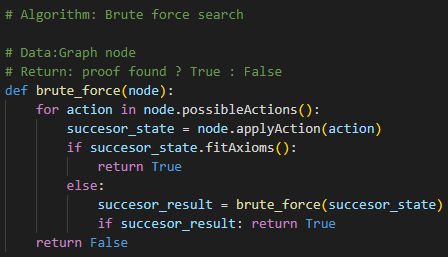 # Algorithm: Brute force search
# Data:Graph node
# Return: proof found ? True : False
def brute_force(node):
    for action in node.possibleActions():
        succesor_state = node.applyAction(action)
        if succesor_state.fitAxioms():
            return True
        else:
            succesor_result = brute_force(succesor_state)
            if succesor_result: return True
    return False